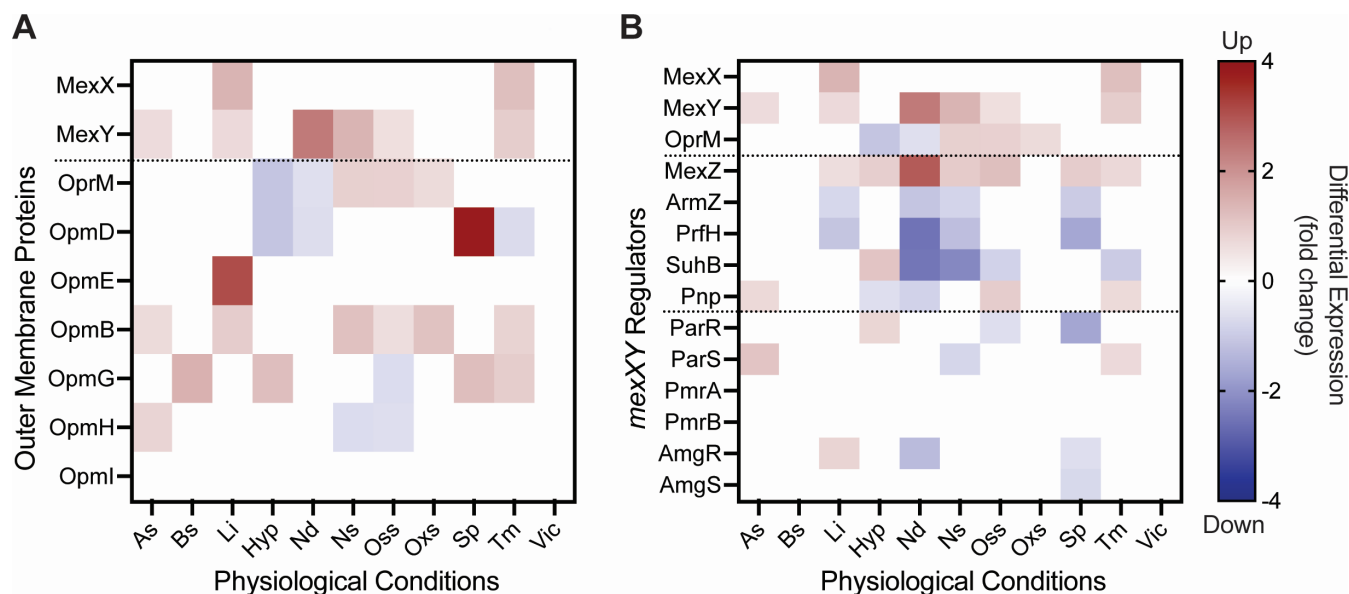 A
Outer Membrane Proteins
MexX
MexY
OprM
OpmD
OpmE
OpmB
OpmG
OpmH
OpmI
As
Bs
Li
Hyp
Nd
Ns
Oss
Oxs
Sp
Tm
Vic
Physiological Conditions
B
mexXY Regulators
MexX
MexY
OprM
MexZ
ArmZ
PrfH
SuhB
Pnp
ParR
ParS
PmrA
PmrB
AmgR
AmgS
As
Bs
Li
Hyp
Nd
Ns
Oss
Oxs
Sp
Tm
Vic
Physiological Conditions
Up
4
2
0
-2
-4
Down
Differential Expression
(fold change)